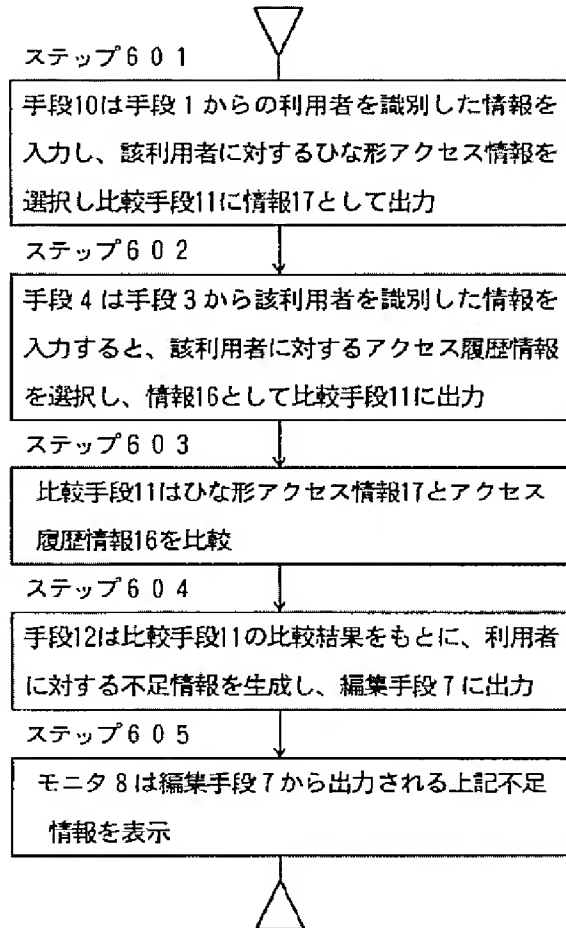 ステップ601
手段10は手段1からの利用者を識別した情報を
入力し、該利用者に対するひな形アクセス情報を
選択し比較手段11に情報17として出力
ステップ602
手段4は手段3から該利用者を識別した情報を
入力すると、該利用者に対するアクセス履歴情報
を選択し、情報16として比較手段11に出力
ステップ603
比較手段11はひな形アクセス情報17とアクセス
履歴情報16を比較
ステップ604
手段12は比較手段11の比較結果をもとに、利用者
に対する不足情報を生成し、編集手段7に出力
ステップ605
モニタ8は編集手段7から出力される上記不足
情報を表示